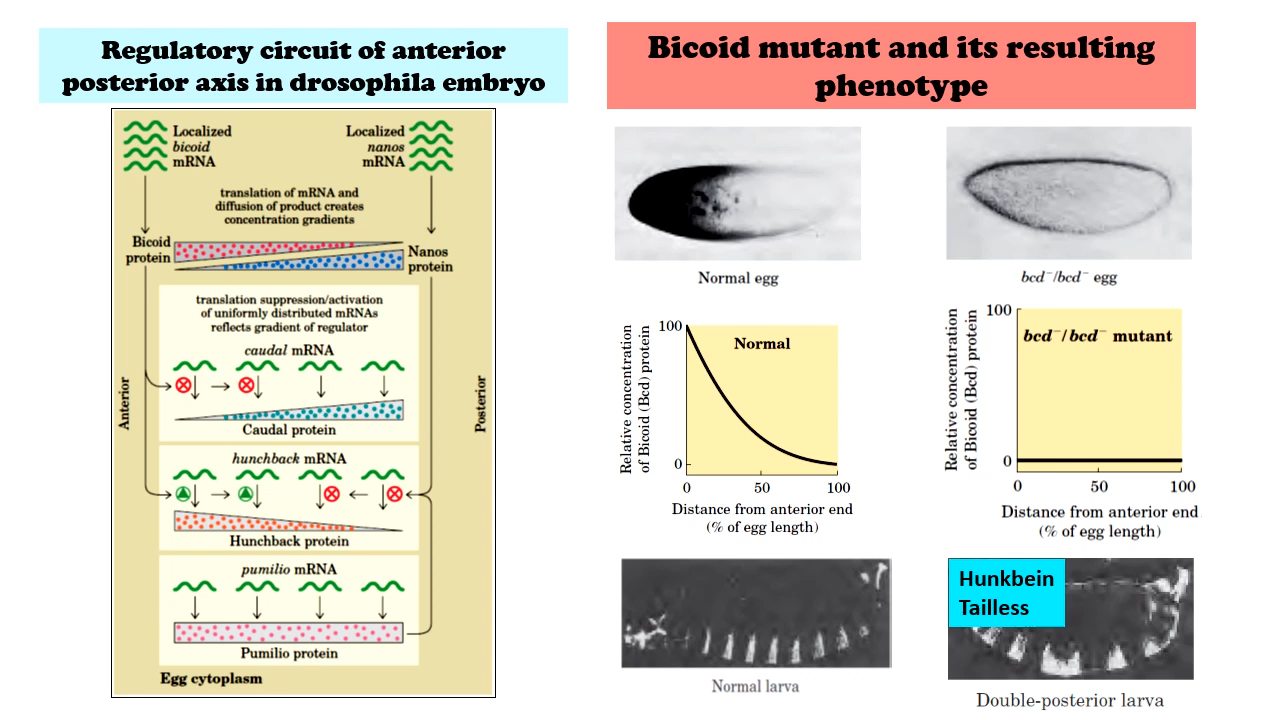 Regulatory circuit of anterior
posterior axis in drosophila embryo
Localized
bicoid
mRNA
Localized
nanos
mRNA
translation of mRNA and
diffusion of product creates
concentration gradients
Bicoid
protein
Nanos
protein
translation suppression/activation
of uniformly distributed mRNAs
reflects gradient of regulator
caudal mRNA
Caudal protein
Anterior
Posterior
hunchback mRNA
Hunchback protein
pumilio mRNA
Pumilio protein
Egg cytoplasm
Bicoid mutant and its resulting
phenotype
Normal egg
bcd⁻/bcd⁻ egg
Relative concentration
of Bicoid (Bcd) protein
100
0
Normal
0 50 100
Distance from anterior end
(% of egg length)
Relative concentration
of Bicoid (Bcd) protein
100
0
bcd⁻/bcd⁻ mutant
0 50 100
Distance from anterior end
(% of egg length)
Normal larva
Hunkbein
Tailless
Double-posterior larva